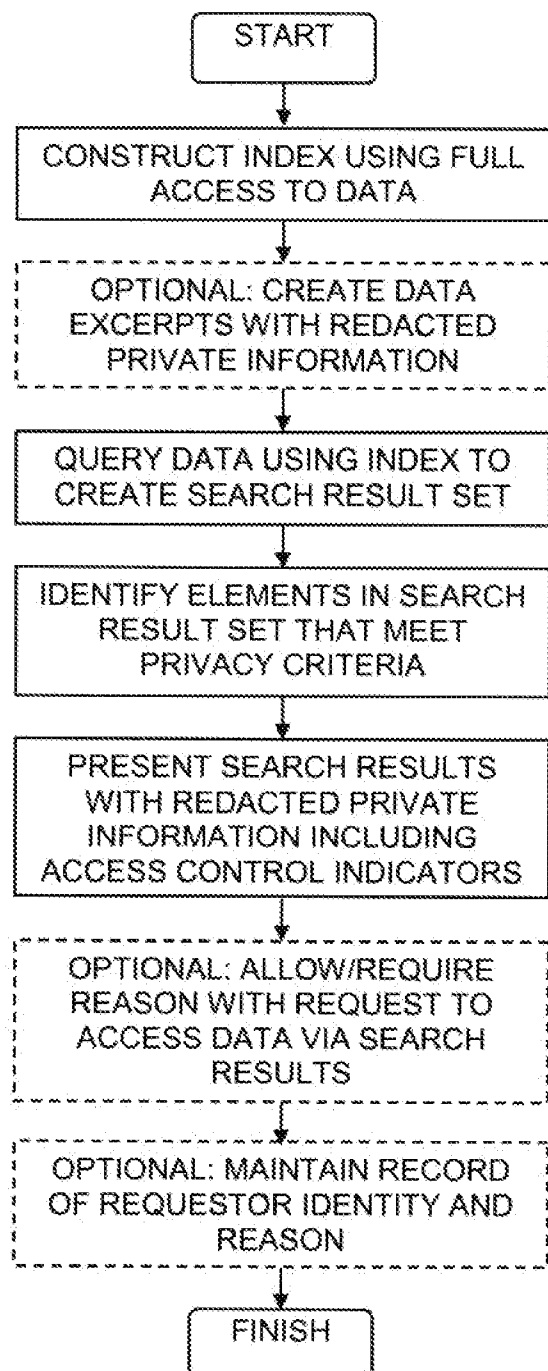 START
CONSTRUCT INDEX USING FULL
ACCESS TO DATA
OPTIONAL: CREATE DATA
EXCERPTS WITH REDACTED
PRIVATE INFORMATION
QUERY DATA USING INDEX TO
CREATE SEARCH RESULT SET
IDENTIFY ELEMENTS IN SEARCH
RESULT SET THAT MEET
PRIVACY CRITERIA
PRESENT SEARCH RESULTS
WITH REDACTED PRIVATE
INFORMATION INCLUDING
ACCESS CONTROL INDICATORS
OPTIONAL: ALLOW/REQUIRE
REASON WITH REQUEST TO
ACCESS DATA VIA SEARCH
RESULTS
OPTIONAL: MAINTAIN RECORD
OF REQUESTOR IDENTITY AND
REASON
FINISH